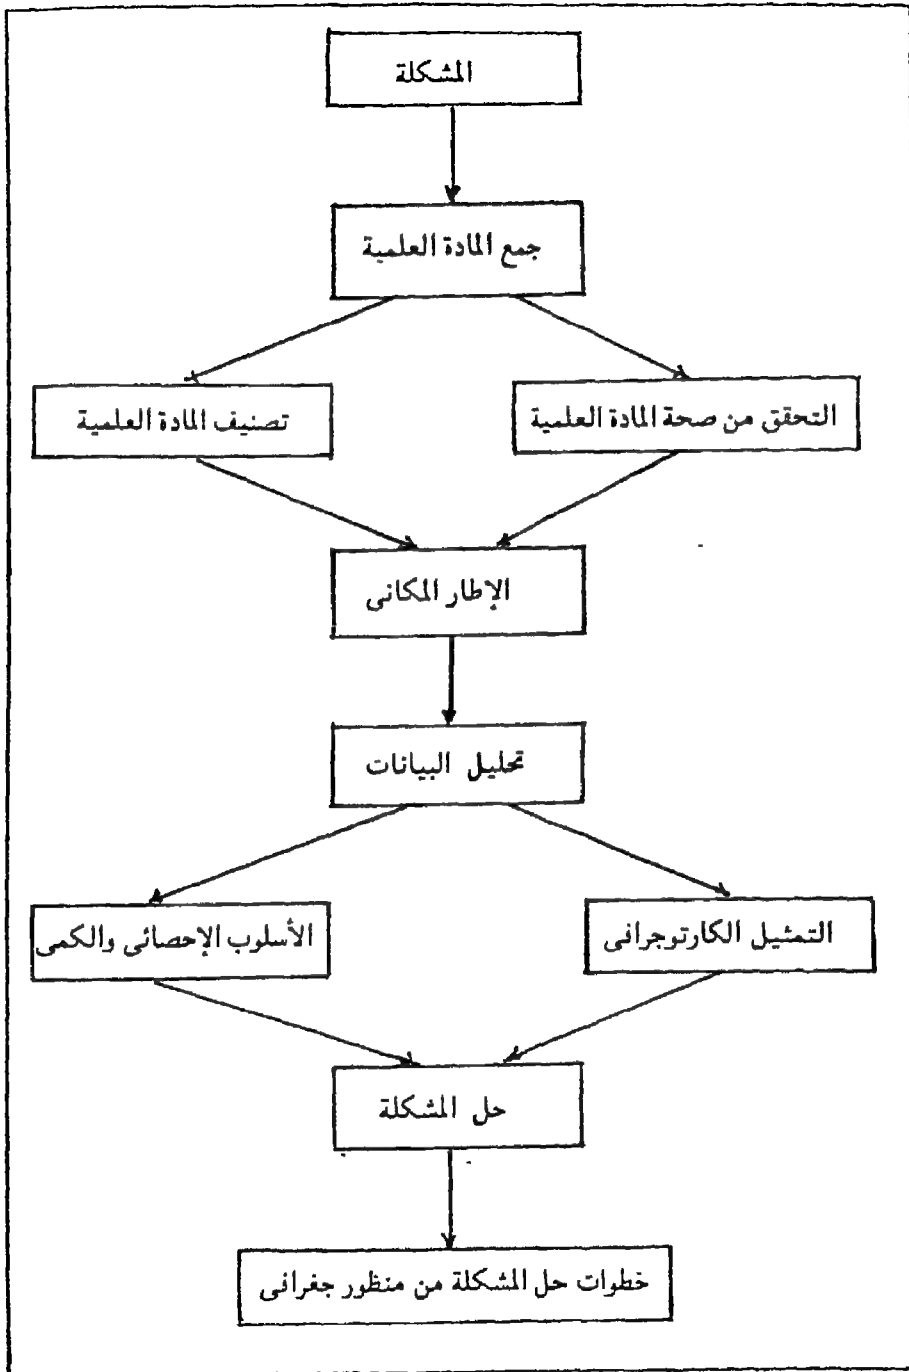 المشكلة
جمع المادة العلمية
التحقق من صحة المادة العلمية
تصنيف المادة العلمية
الإطار المكانى
تحليل البيانات
التمثيل الكارتوجرافى
الأسلوب الإحصائى والكمى
حل المشكلة
خطوات حل المشكلة من منظور جغرافى